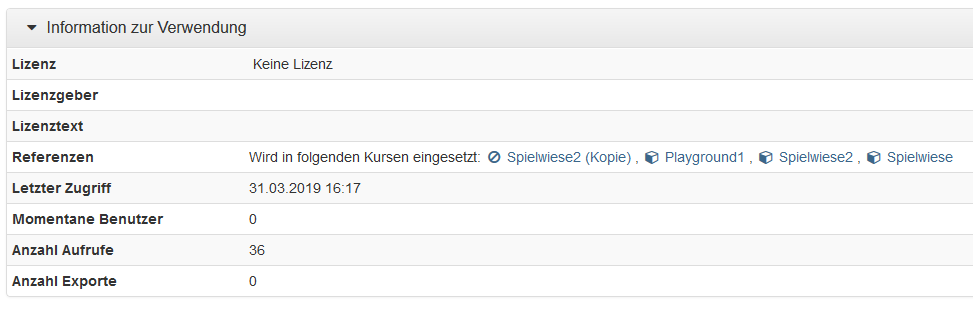 Information zur Verwendung
Lizenz Keine Lizenz
Lizenzgeber
Lizenztext
Referenzen Wird in folgenden Kursen eingesetzt: Spielwiese2 (Kopie) , Playground1 , Spielwiese2 , Spielwiese
Letzter Zugriff 31.03.2019 16:17
Momentane Benutzer 0
Anzahl Aufrufe 36
Anzahl Exporte 0